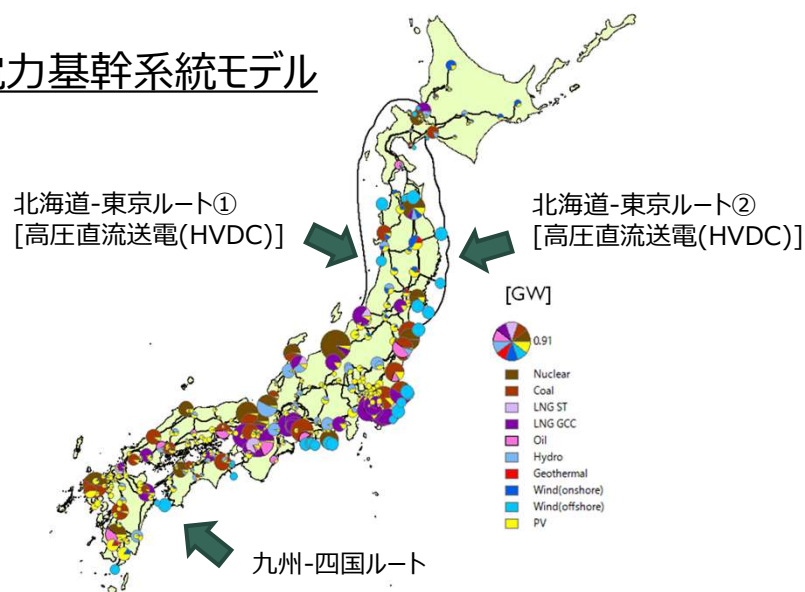 力基幹系統モデル
北海道-東京ルート①
[高圧直流送電(HVDC)]
北海道-東京ルート②
[高圧直流送電(HVDC)]
[GW]
0.91
Nuclear
Coal
LNG ST
LNG GCC
Oil
Hydro
Geothermal
Wind(onshore)
Wind(offshore)
PV
九州-四国ルート